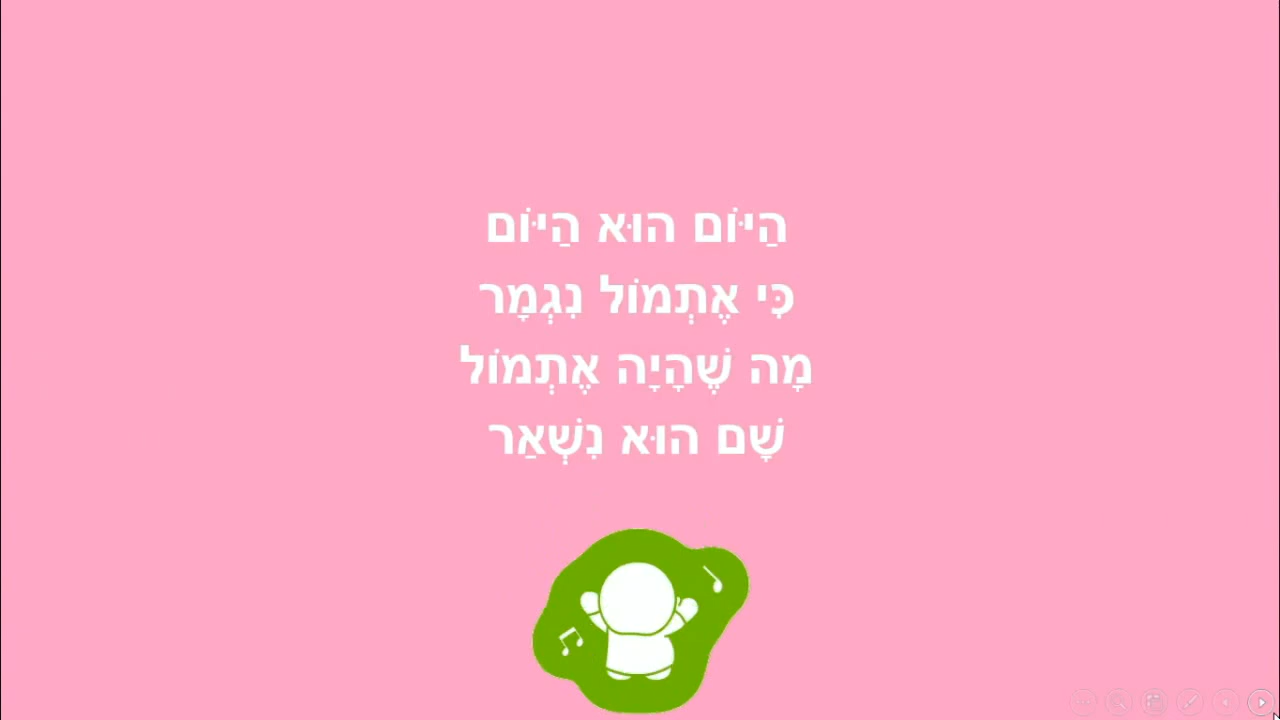 הַיּוֹם הוּא הַיּוֹם
כִּי אֶתְמוֹל נִגְמָר
מָה שֶׁהָיָה אֶתְמוֹל
שָׁם הוּא נִשְׁאַר